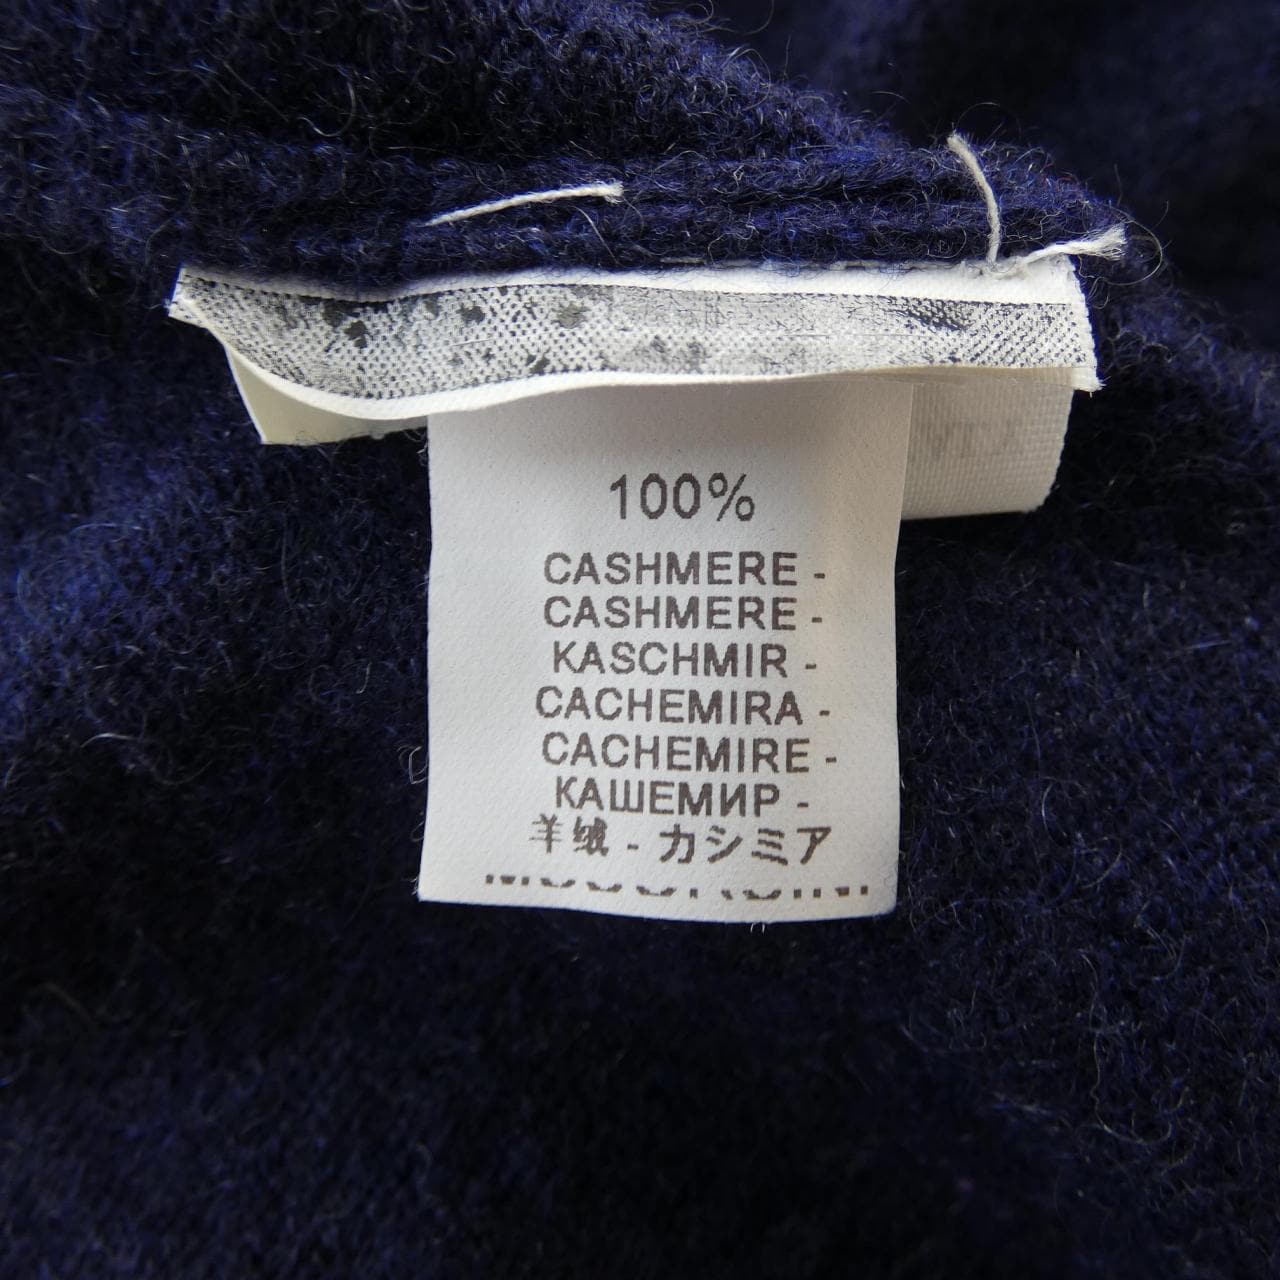 100%
CASHMERE -
CASHMERE -
KASCHMIR -
CACHEMIRA -
CACHEMIRE -
КАШЕМИР -
羊绒 - カシミア